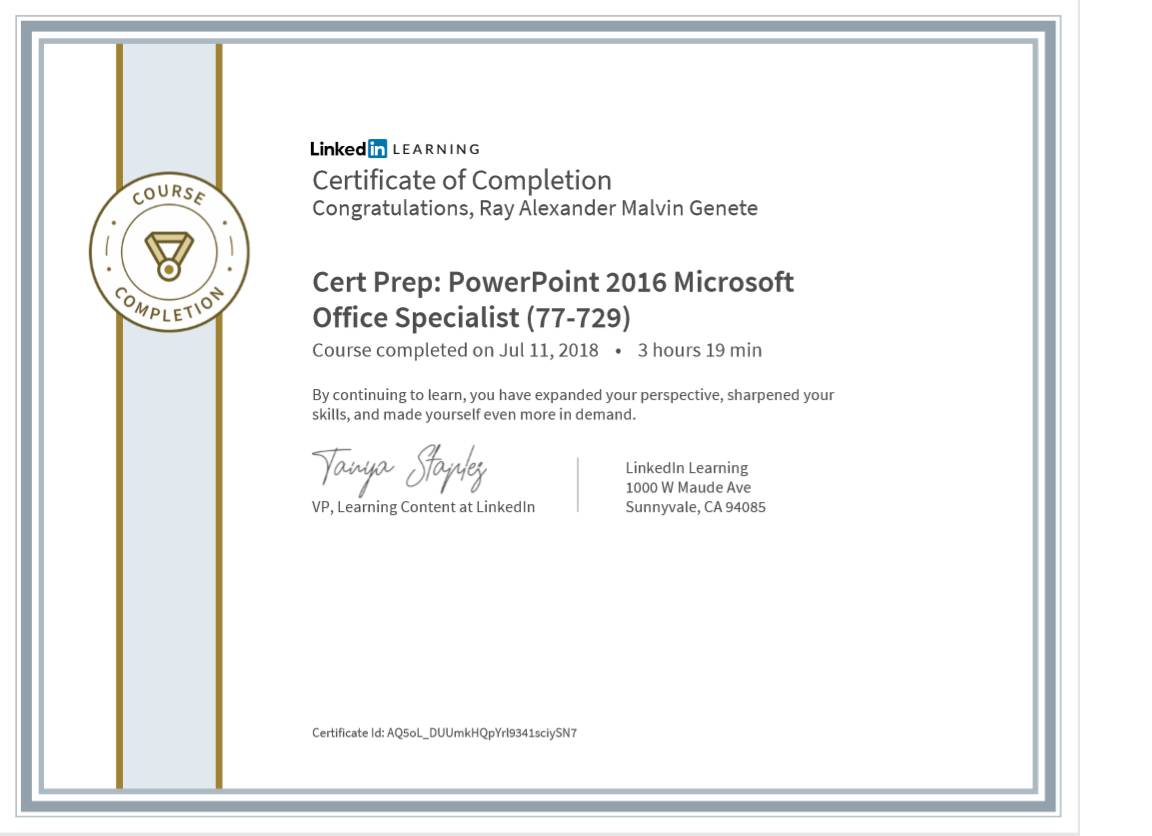 COURSE
COMPLETION
Linkedin LEARNING
Certificate of Completion
Congratulations, Ray Alexander Malvin Genete
Cert Prep: PowerPoint 2016 Microsoft
Office Specialist (77-729)
Course completed on Jul 11, 2018 • 3 hours 19 min
By continuing to learn, you have expanded your perspective, sharpened your
skills, and made yourself even more in demand.
Tanya Staples
VP, Learning Content at LinkedIn
LinkedIn Learning
1000 W Maude Ave
Sunnyvale, CA 94085
Certificate Id: AQ5oL_DUUmkHQpYrl9341sciySN7